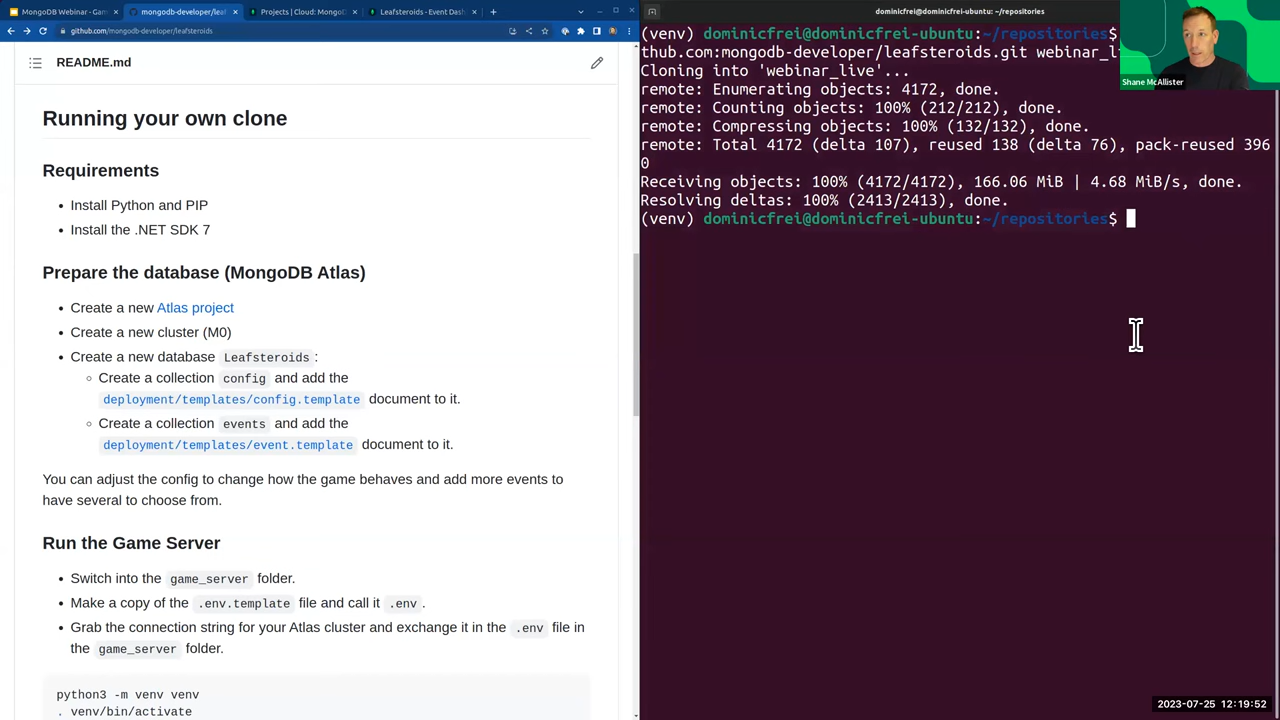 MongoDB Webinar - Gam
mongodb-developer/leaf
Projects | Cloud: MongoD
Leafsteroids - Event Das
github.com/mongodb-developer/leafsteroids
README.md
Running your own clone
Requirements
• Install Python and PIP
• Install the .NET SDK 7
Prepare the database (MongoDB Atlas)
• Create a new Atlas project
• Create a new cluster (M0)
• Create a new database Leafsteroids :
◦ Create a collection config and add the
deployment/templates/config.template document to it.
◦ Create a collection events and add the
deployment/templates/event.template document to it.
You can adjust the config to change how the game behaves and add more events to
have several to choose from.
Run the Game Server
• Switch into the game_server folder.
• Make a copy of the .env.template file and call it .env .
• Grab the connection string for your Atlas cluster and exchange it in the .env file in
the game_server folder.
python3 -m venv venv
. venv/bin/activate
dominicfrei@dominicfrei-ubuntu: ~/repositories
(venv) dominicfrei@dominicfrei-ubuntu:~/repositories$
thub.com:mongodb-developer/leafsteroids.git webinar_l
Cloning into 'webinar_live'...
remote: Enumerating objects: 4172, done.
remote: Counting objects: 100% (212/212), done.
remote: Compressing objects: 100% (132/132), done.
remote: Total 4172 (delta 107), reused 138 (delta 76), pack-reused 396
0
Receiving objects: 100% (4172/4172), 166.06 MiB | 4.68 MiB/s, done.
Resolving deltas: 100% (2413/2413), done.
(venv) dominicfrei@dominicfrei-ubuntu:~/repositories$
Shane McAllister
2023-07-25 12:19:52